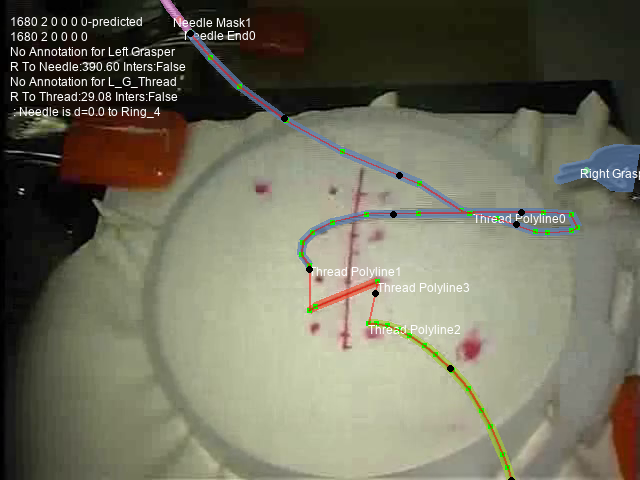 1680 2 0 0 0 0-predicted
1680 2 0 0 0 0
No Annotation for Left Grasper
R To Needle:390.60 Inters:False
No Annotation for L_G_Thread
R To Thread:29.08 Inters:False
: Needle is d=0.0 to Ring_4
Needle Mask1
Needle End0
Right Grasp
Thread Polyline0
Thread Polyline1
Thread Polyline3
Thread Polyline2